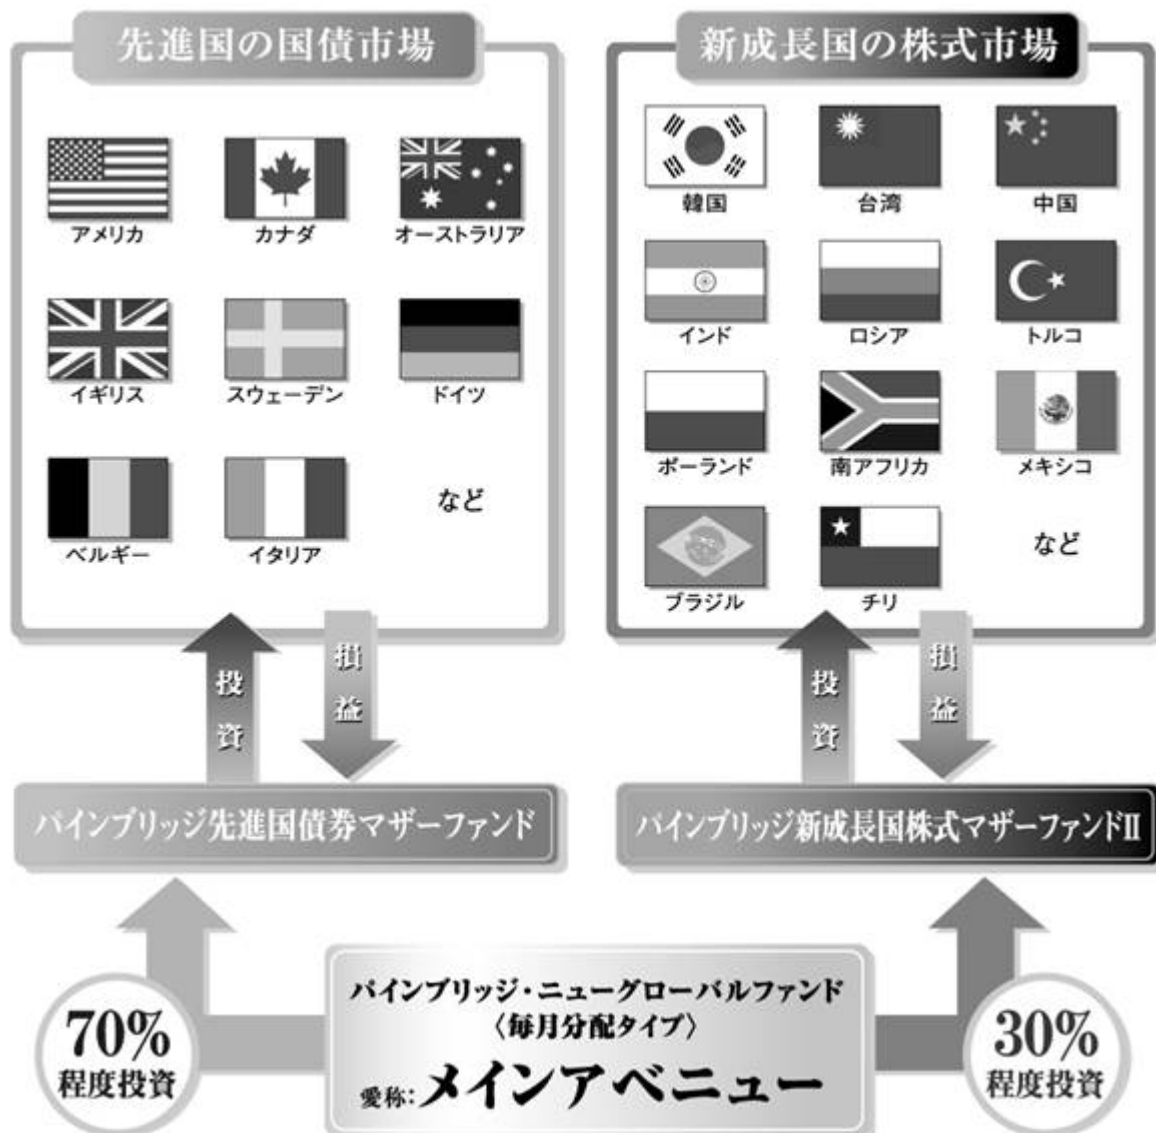 先進国の国債市場
アメリカ
カナダ
オーストラリア
イギリス
スウェーデン
ドイツ
ベルギー
イタリア
など
新成長国の株式市場
韓国
台湾
中国
インド
ロシア
トルコ
ポーランド
南アフリカ
メキシコ
ブラジル
チリ
など
投資
損益
投資
損益
パインブリッジ先進国債券マザーファンド
パインブリッジ新成長国株式マザーファンドⅡ
70%
程度投資
パインブリッジ・ニューグローバルファンド
〈毎月分配タイプ〉
愛称:メインアベニュー
30%
程度投資